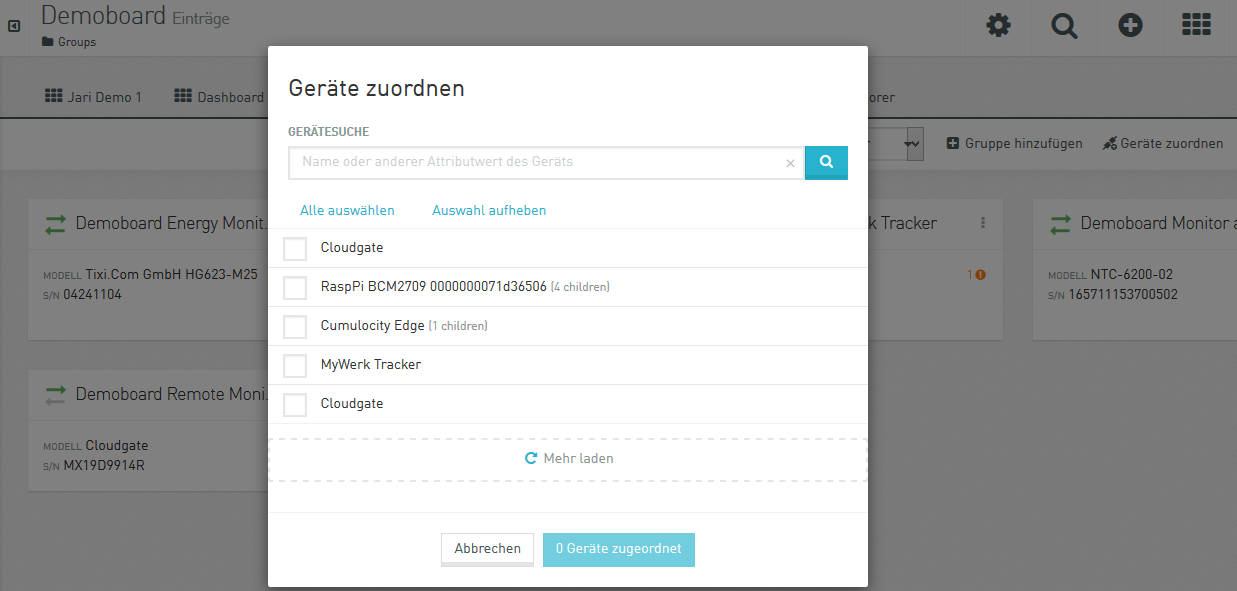 Demoboard Einträge
Groups
Jari Demo 1
Dashboard
orer
Gruppe hinzufügen
Geräte zuordnen
Geräte zuordnen
GERÄTESUCHE
Name oder anderer Attributwert des Geräts
Alle auswählen
Auswahl aufheben
Cloudgate
RaspPi BCM2709 0000000071d36506 (4 children)
Cumulocity Edge (1 children)
MyWerk Tracker
Cloudgate
Mehr laden
Abbrechen
0 Geräte zugeordnet
Demoboard Energy Monit.
MODELL Tixi.Com GmbH HG623-M25
S/N 04241104
k Tracker
1
Demoboard Monitor a
MODELL NTC-6200-02
S/N 165711153700502
Demoboard Remote Moni.
MODELL Cloudgate
S/N MX19D9914R